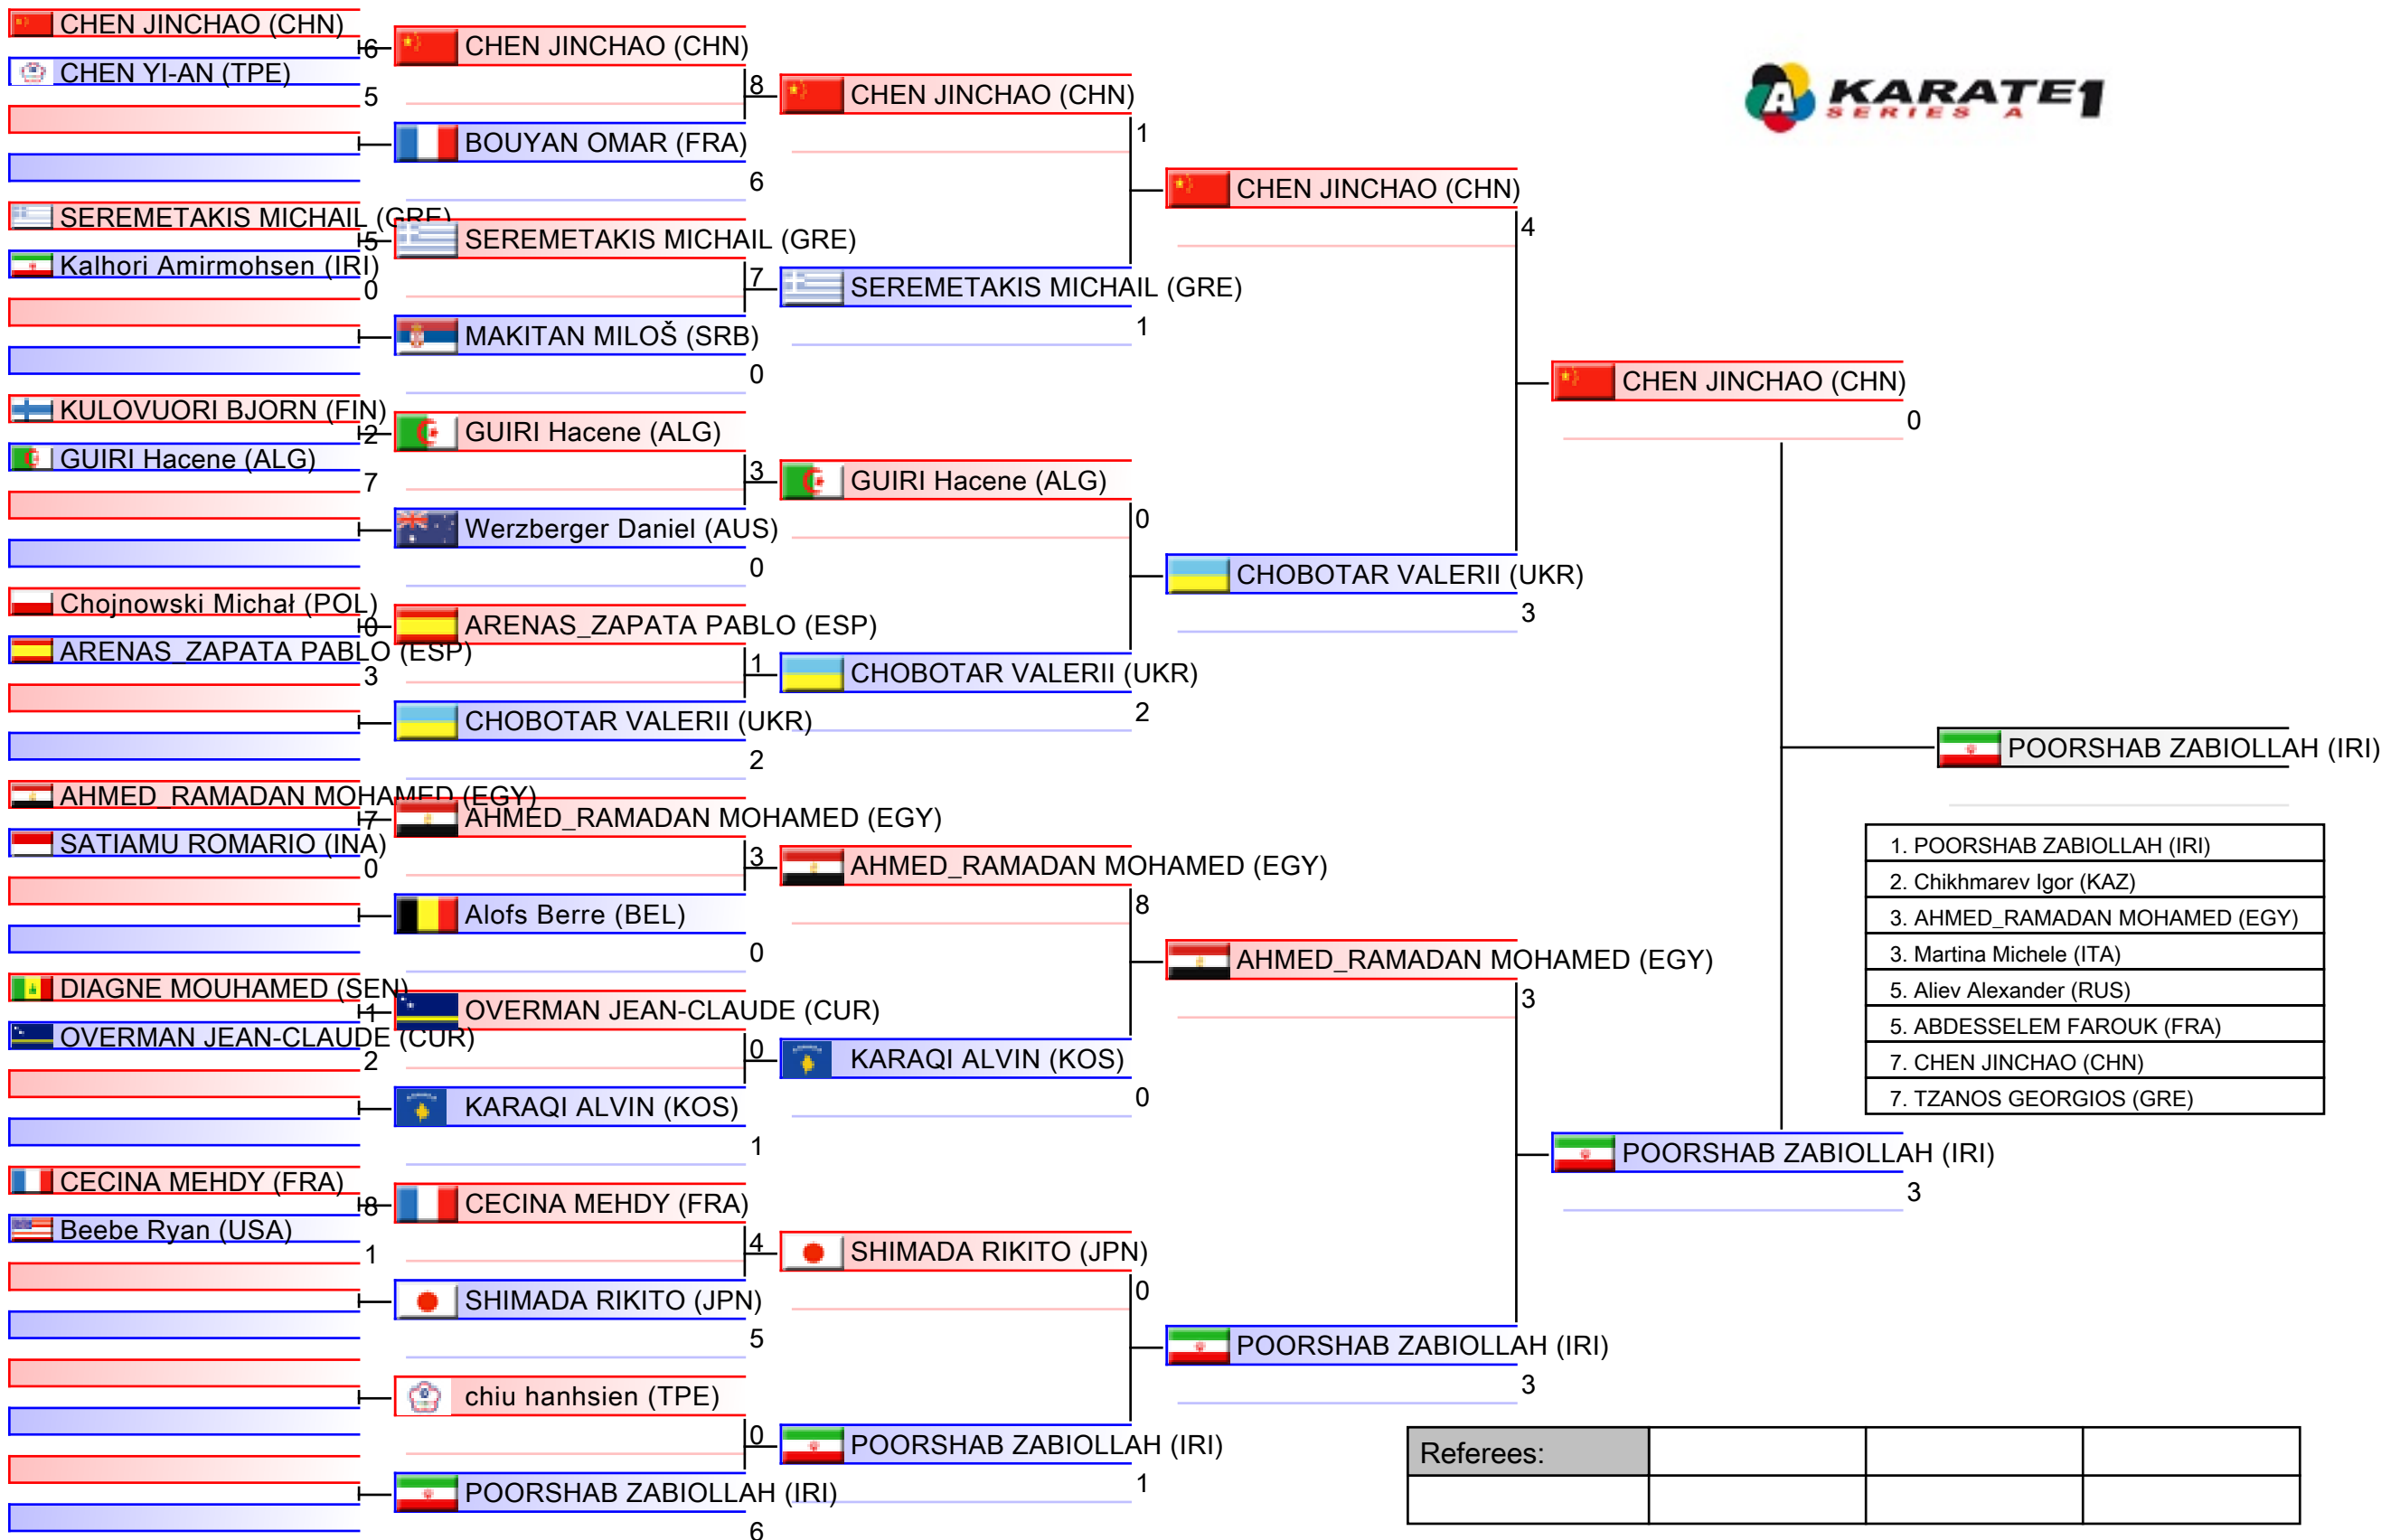 CHEN JINCHAO (CHN)
6
CHEN YI-AN (TPE)
5
SEREMETAKIS MICHAIL (GRE)
5
Kalhori Amirmohsen (IRI)
0
KULOVUORI BJORN (FIN)
2
GUIRI Hacene (ALG)
7
Chojnowski Michał (POL)
0
ARENAS_ZAPATA PABLO (ESP)
3
AHMED_RAMADAN MOHAMED (EGY)
7
SATIAMU ROMARIO (INA)
0
DIAGNE MOUHAMED (SEN)
1
OVERMAN JEAN-CLAUDE (CUR)
2
CECINA MEHDY (FRA)
8
Beebe Ryan (USA)
1
CHEN JINCHAO (CHN)
8
BOUYAN OMAR (FRA)
6
SEREMETAKIS MICHAIL (GRE)
7
MAKITAN MILOŠ (SRB)
0
GUIRI Hacene (ALG)
3
Werzberger Daniel (AUS)
0
ARENAS_ZAPATA PABLO (ESP)
1
CHOBOTAR VALERII (UKR)
2
AHMED_RAMADAN MOHAMED (EGY)
3
Alofs Berre (BEL)
0
OVERMAN JEAN-CLAUDE (CUR)
0
KARAQI ALVIN (KOS)
1
CECINA MEHDY (FRA)
4
SHIMADA RIKITO (JPN)
5
chiu hanhsien (TPE)
0
POORSHAB ZABIOLLAH (IRI)
6
CHEN JINCHAO (CHN)
1
SEREMETAKIS MICHAIL (GRE)
1
GUIRI Hacene (ALG)
0
CHOBOTAR VALERII (UKR)
2
AHMED_RAMADAN MOHAMED (EGY)
8
KARAQI ALVIN (KOS)
0
SHIMADA RIKITO (JPN)
0
POORSHAB ZABIOLLAH (IRI)
1
CHEN JINCHAO (CHN)
4
CHOBOTAR VALERII (UKR)
3
AHMED_RAMADAN MOHAMED (EGY)
3
POORSHAB ZABIOLLAH (IRI)
3
CHEN JINCHAO (CHN)
0
POORSHAB ZABIOLLAH (IRI)
3
A KARATE1
SERIES A
POORSHAB ZABIOLLAH (IRI)
1. POORSHAB ZABIOLLAH (IRI)
2. Chikhmarev Igor (KAZ)
3. AHMED_RAMADAN MOHAMED (EGY)
3. Martina Michele (ITA)
5. Aliev Alexander (RUS)
5. ABDESSELEM FAROUK (FRA)
7. CHEN JINCHAO (CHN)
7. TZANOS GEORGIOS (GRE)
Referees: